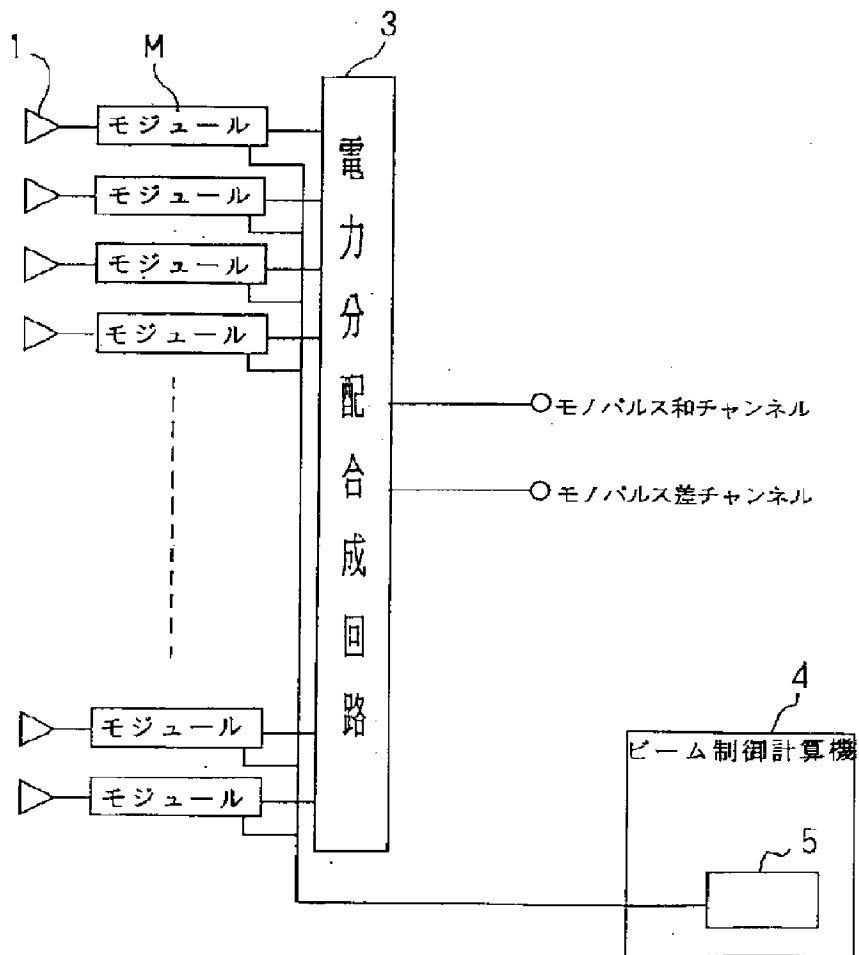 1
M
3
モジュール
モジュール
モジュール
モジュール
電力分配合成回路
モノパルス和チャンネル
モノパルス差チャンネル
モジュール
モジュール
4
ビーム制御計算機
5